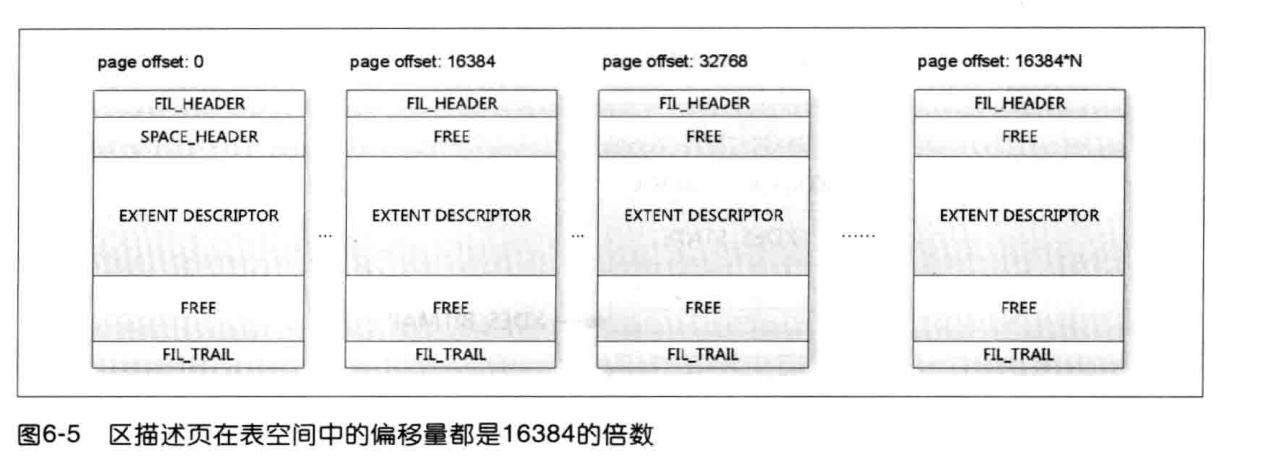 page offset: 0 page offset: 16384 page offset: 32768 page offset: 16384*N
FIL_HEADER FIL_HEADER FIL_HEADER FIL_HEADER
SPACE_HEADER FREE FREE FREE
EXTENT DESCRIPTOR EXTENT DESCRIPTOR EXTENT DESCRIPTOR EXTENT DESCRIPTOR
... ... ......
FREE FREE FREE FREE
FIL_TRAIL FIL_TRAIL FIL_TRAIL FIL_TRAIL
图6-5 区描述页在表空间中的偏移量都是16384的倍数